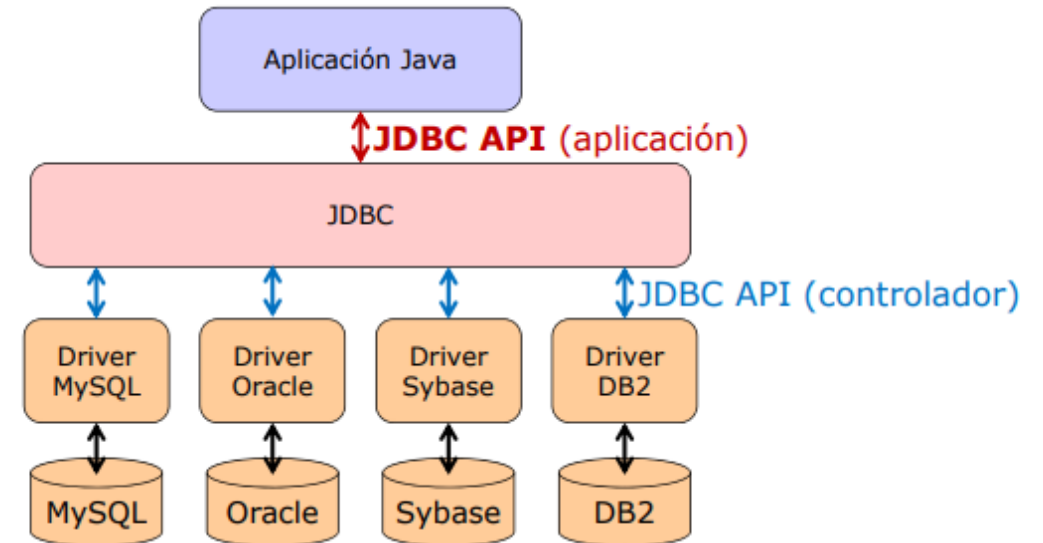 Aplicación Java
JDBC API (aplicación)
JDBC
JDBC API (controlador)
Driver
MySQL
Driver
Oracle
Driver
Sybase
Driver
DB2
MySQL
Oracle
Sybase
DB2